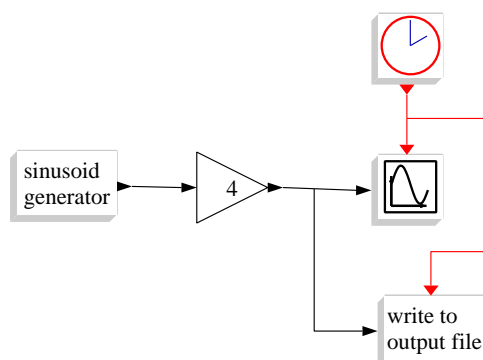 sinusoid
generator
4
write to
output file